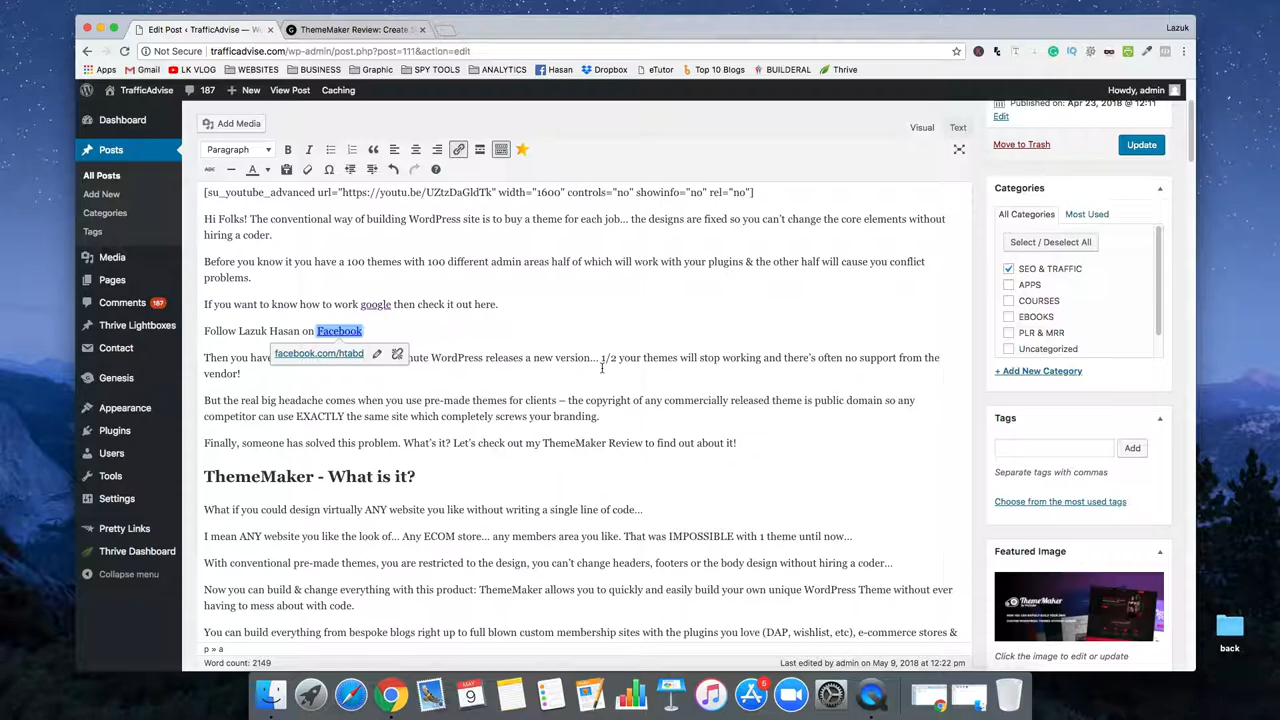 Lazuk
Edit Post ‹ TrafficAdvise — W
ThemeMaker Review: Create S
Not Secure | trafficadvise.com/wp-admin/post.php?post=111&action=edit
Apps Gmail LK VLOG WEBSITES BUSINESS Graphic SPY TOOLS ANALYTICS Hasan Dropbox eTutor Top 10 Blogs BUILDERAL Thrive
TrafficAdvise 187 New View Post Caching Howdy, admin
Dashboard
Posts
All Posts
Add New
Categories
Tags
Media
Pages
Comments 187
Thrive Lightboxes
Contact
Genesis
Appearance
Plugins
Users
Tools
Settings
Pretty Links
Thrive Dashboard
Collapse menu
Add Media
Visual Text
Paragraph
[su_youtube_advanced url="https://youtu.be/UZtzDaGldTk" width="1600" controls="no" showinfo="no" rel="no"]
Hi Folks! The conventional way of building WordPress site is to buy a theme for each job... the designs are fixed so you can't change the core elements without
hiring a coder.
Before you know it you have a 100 themes with 100 different admin areas half of which will work with your plugins & the other half will cause you conflict
problems.
If you want to know how to work google then check it out here.
Follow Lazuk Hasan on Facebook
facebook.com/htabd
Then you have nute WordPress releases a new version... 1/2 your themes will stop working and there's often no support from the
vendor!
But the real big headache comes when you use pre-made themes for clients – the copyright of any commercially released theme is public domain so any
competitor can use EXACTLY the same site which completely screws your branding.
Finally, someone has solved this problem. What's it? Let's check out my ThemeMaker Review to find out about it!
ThemeMaker - What is it?
What if you could design virtually ANY website you like without writing a single line of code...
I mean ANY website you like the look of... Any ECOM store... any members area you like. That was IMPOSSIBLE with 1 theme until now...
With conventional pre-made themes, you are restricted to the design, you can't change headers, footers or the body design without hiring a coder...
Now you can build & change everything with this product: ThemeMaker allows you to quickly and easily build your own unique WordPress Theme without ever
having to mess about with code.
You can build everything from bespoke blogs right up to full blown custom membership sites with the plugins you love (DAP, wishlist, etc), e-commerce stores &
p » a
Word count: 2149 Last edited by admin on May 9, 2018 at 12:22 pm
Published on: Apr 23, 2018 @ 12:11
Edit
Move to Trash Update
Categories
All Categories Most Used
Select / Deselect All
SEO & TRAFFIC
APPS
COURSES
EBOOKS
PLR & MRR
Uncategorized
+ Add New Category
Tags
Add
Separate tags with commas
Choose from the most used tags
Featured Image
ThemeMaker
Click the image to edit or update
back
MAY
9
5